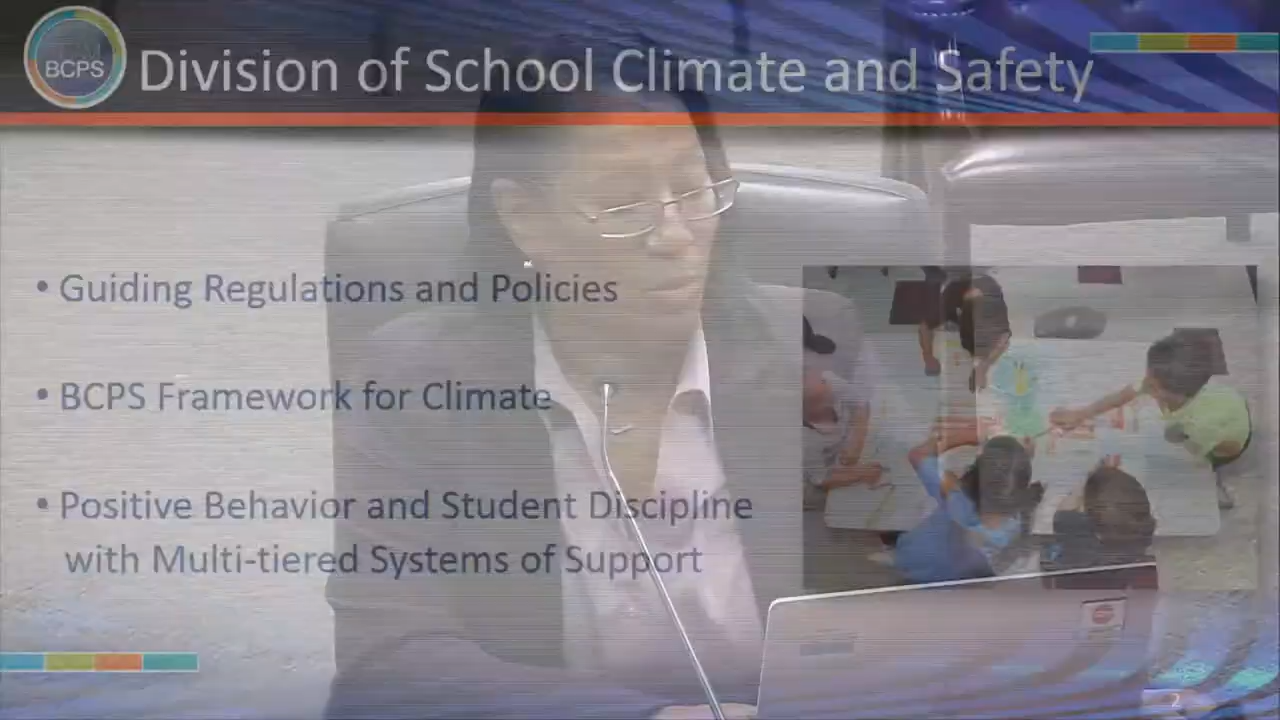 BCPS
Division of School Climate and Safety
• Guiding Regulations and Policies
• BCPS Framework for Climate
• Positive Behavior and Student Discipline
with Multi-tiered Systems of Support
2